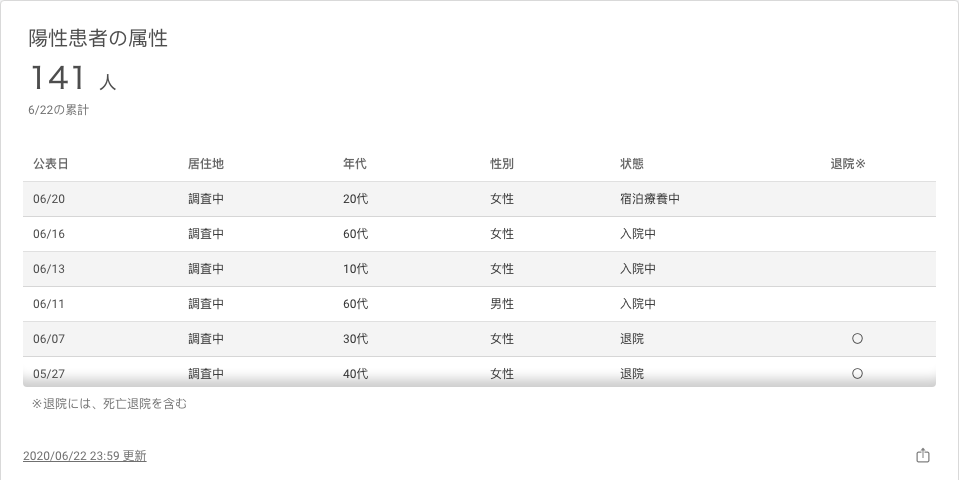 陽性患者の属性
141 人
6/22の累計
公表日 居住地 年代 性別 状態 退院※
06/20 調査中 20代 女性 宿泊療養中
06/16 調査中 60代 女性 入院中
06/13 調査中 10代 女性 入院中
06/11 調査中 60代 男性 入院中
06/07 調査中 30代 女性 退院 〇
05/27 調査中 40代 女性 退院 〇
※退院には、死亡退院を含む
2020/06/22 23:59 更新